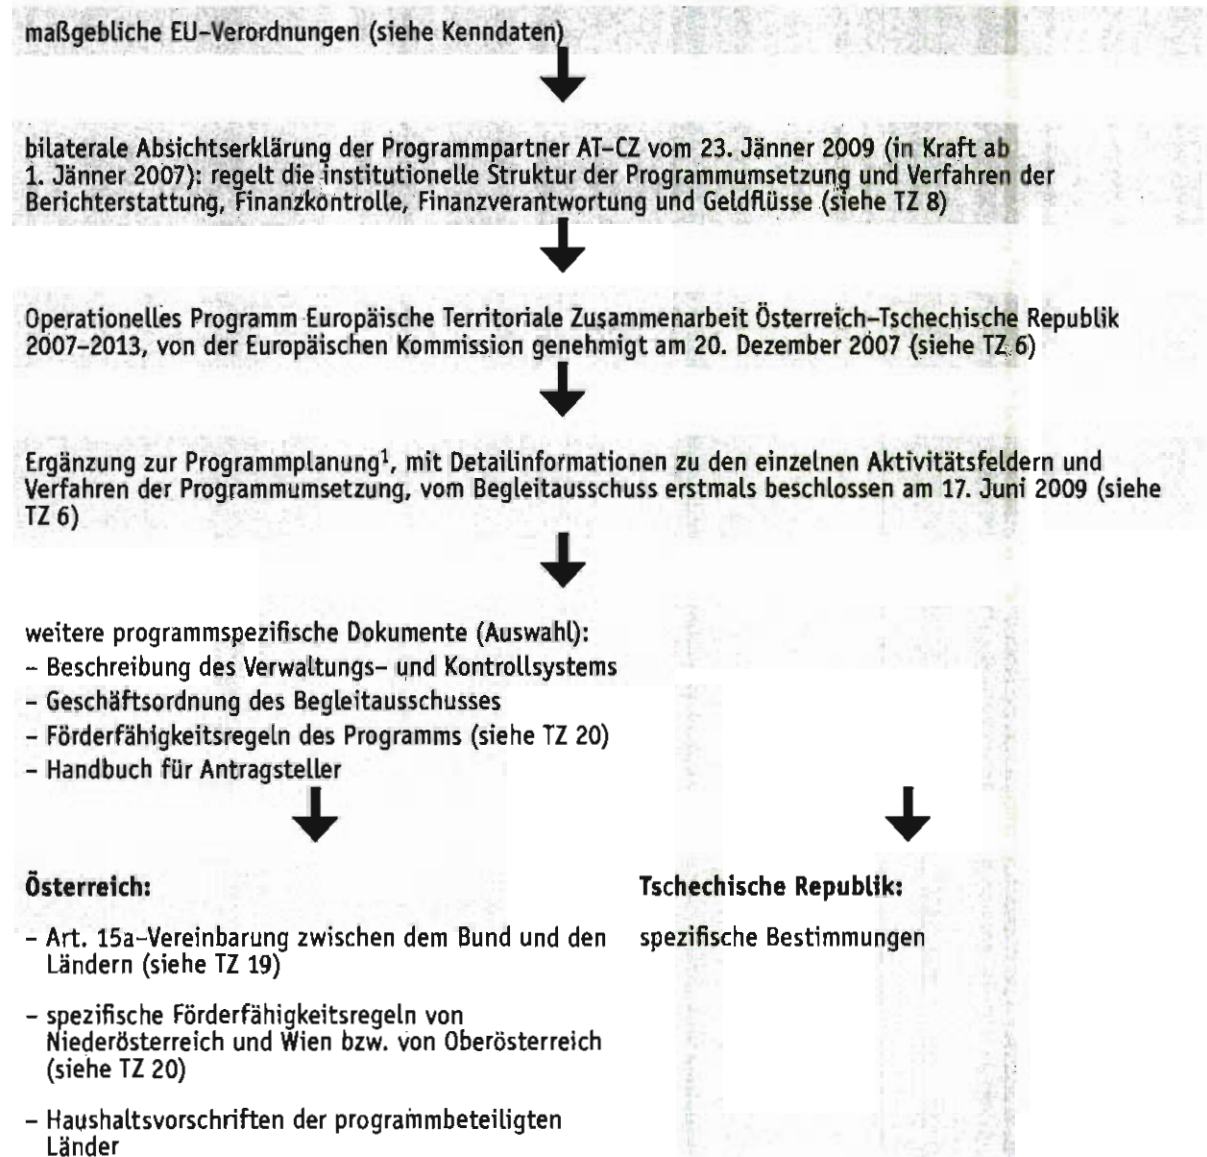 maßgebliche EU–Verordnungen (siehe Kenndaten)
bilaterale Absichtserklärung der Programmpartner AT–CZ vom 23. Jänner 2009 (in Kraft ab
1. Jänner 2007): regelt die institutionelle Struktur der Programmumsetzung und Verfahren der
Berichterstattung, Finanzkontrolle, Finanzverantwortung und Geldflüsse (siehe TZ 8)
Operationelles Programm Europäische Territoriale Zusammenarbeit Österreich–Tschechische Republik
2007–2013, von der Europäischen Kommission genehmigt am 20. Dezember 2007 (siehe TZ 6)
Ergänzung zur Programmplanung¹, mit Detailinformationen zu den einzelnen Aktivitätsfeldern und
Verfahren der Programmumsetzung, vom Begleitausschuss erstmals beschlossen am 17. Juni 2009 (siehe
TZ 6)
weitere programmspezifische Dokumente (Auswahl):
– Beschreibung des Verwaltungs– und Kontrollsystems
– Geschäftsordnung des Begleitausschusses
– Förderfähigkeitsregeln des Programms (siehe TZ 20)
– Handbuch für Antragsteller
Österreich:
– Art. 15a–Vereinbarung zwischen dem Bund und den
Ländern (siehe TZ 19)
– spezifische Förderfähigkeitsregeln von
Niederösterreich und Wien bzw. von Oberösterreich
(siehe TZ 20)
– Haushaltsvorschriften der programmbeteiligten
Länder
Tschechische Republik:
spezifische Bestimmungen